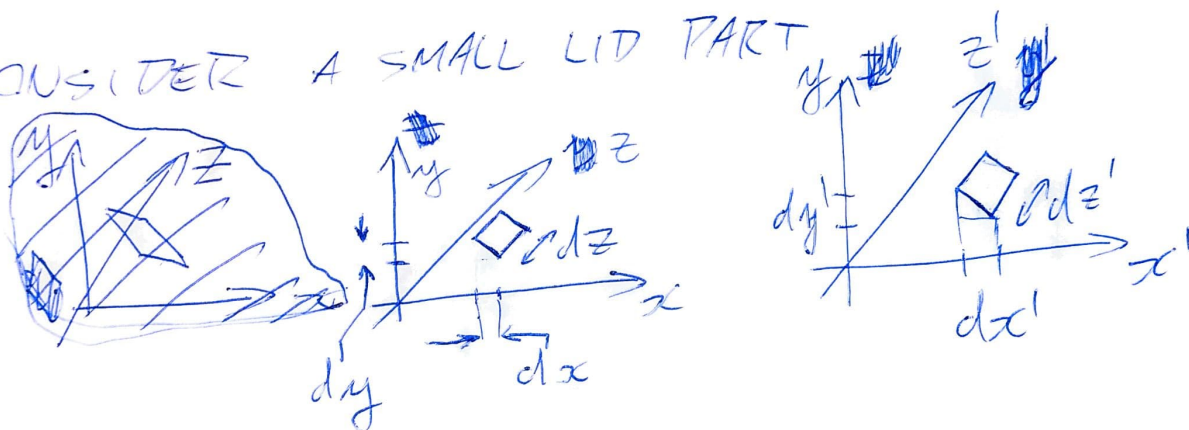 ONSIDER A SMALL LID PART
y z x
y z dz x dx dy
y z' dy' dz' x' dx'